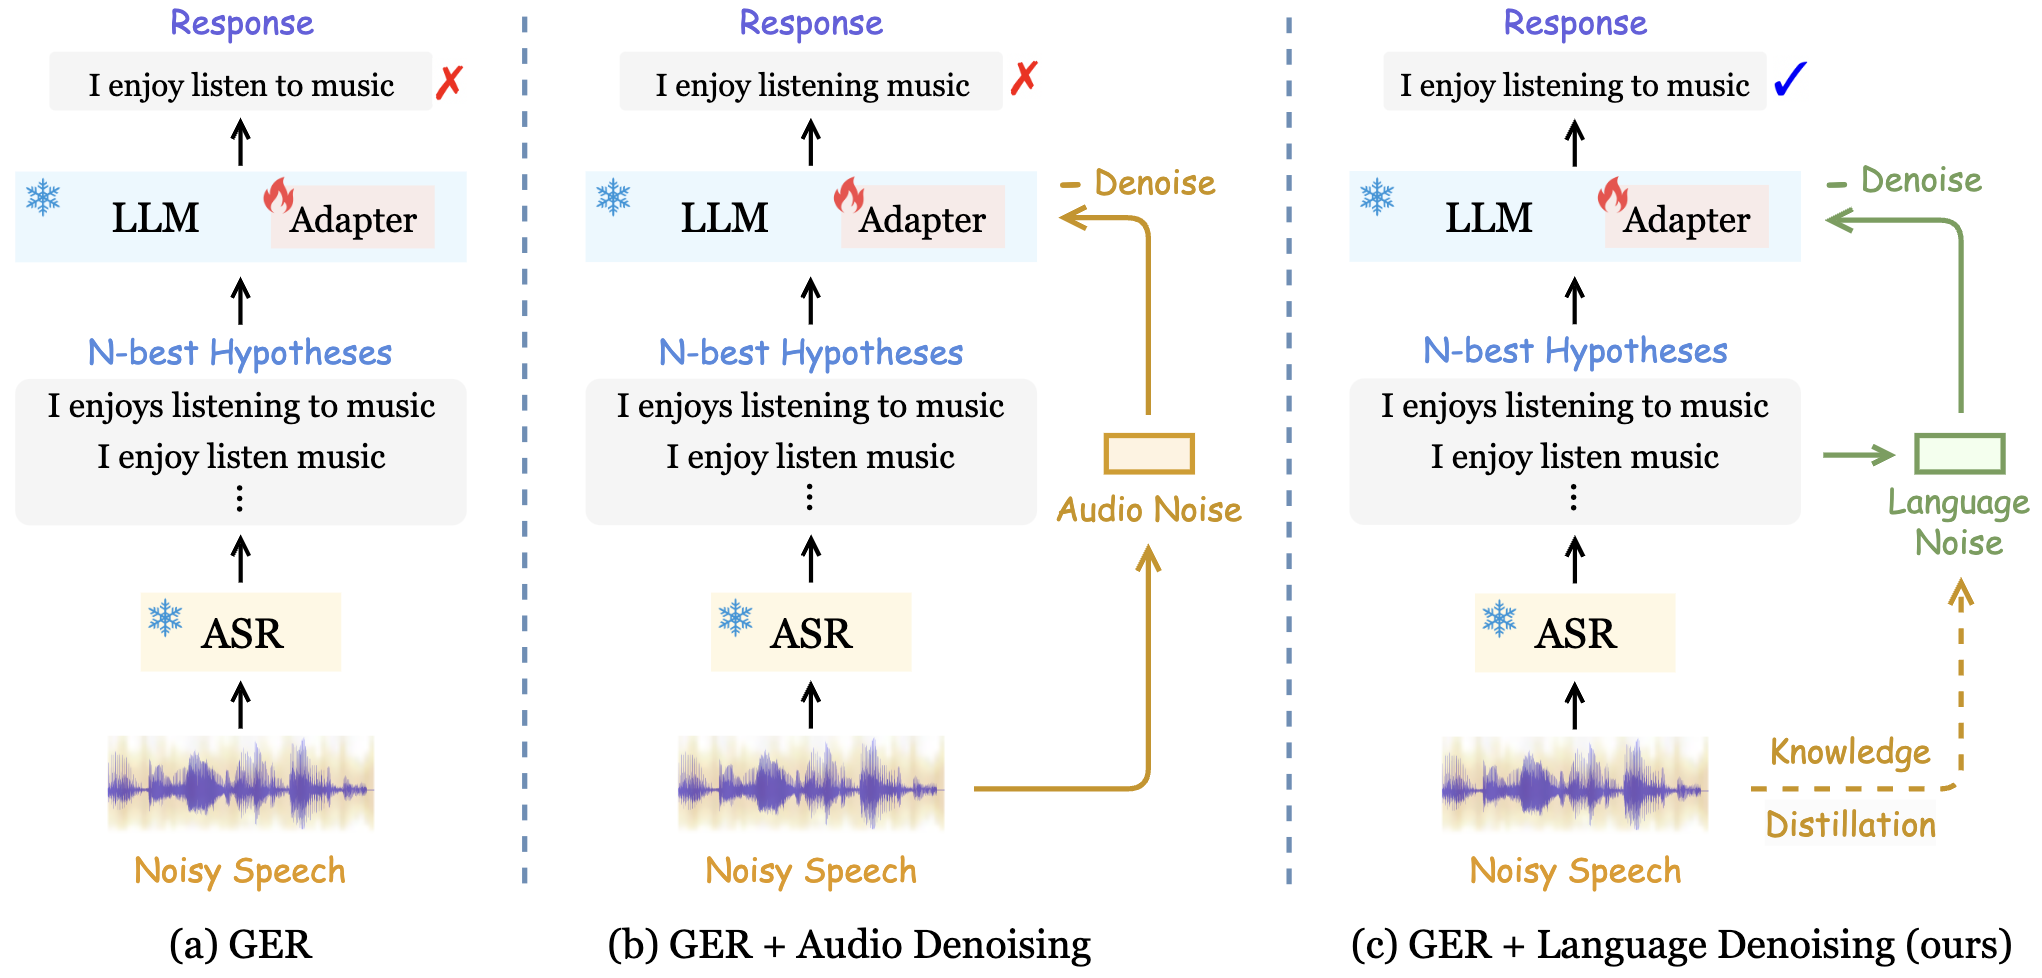 Response
I enjoy listen to music
LLM
Adapter
N-best Hypotheses
I enjoys listening to music
I enjoy listen music
⋮
ASR
Noisy Speech
(a) GER
Response
I enjoy listening music
LLM
Adapter
– Denoise
N-best Hypotheses
I enjoys listening to music
I enjoy listen music
⋮
Audio Noise
ASR
Noisy Speech
(b) GER + Audio Denoising
Response
I enjoy listening to music
LLM
Adapter
– Denoise
N-best Hypotheses
I enjoys listening to music
I enjoy listen music
⋮
Language
Noise
ASR
Knowledge
Distillation
Noisy Speech
(c) GER + Language Denoising (ours)